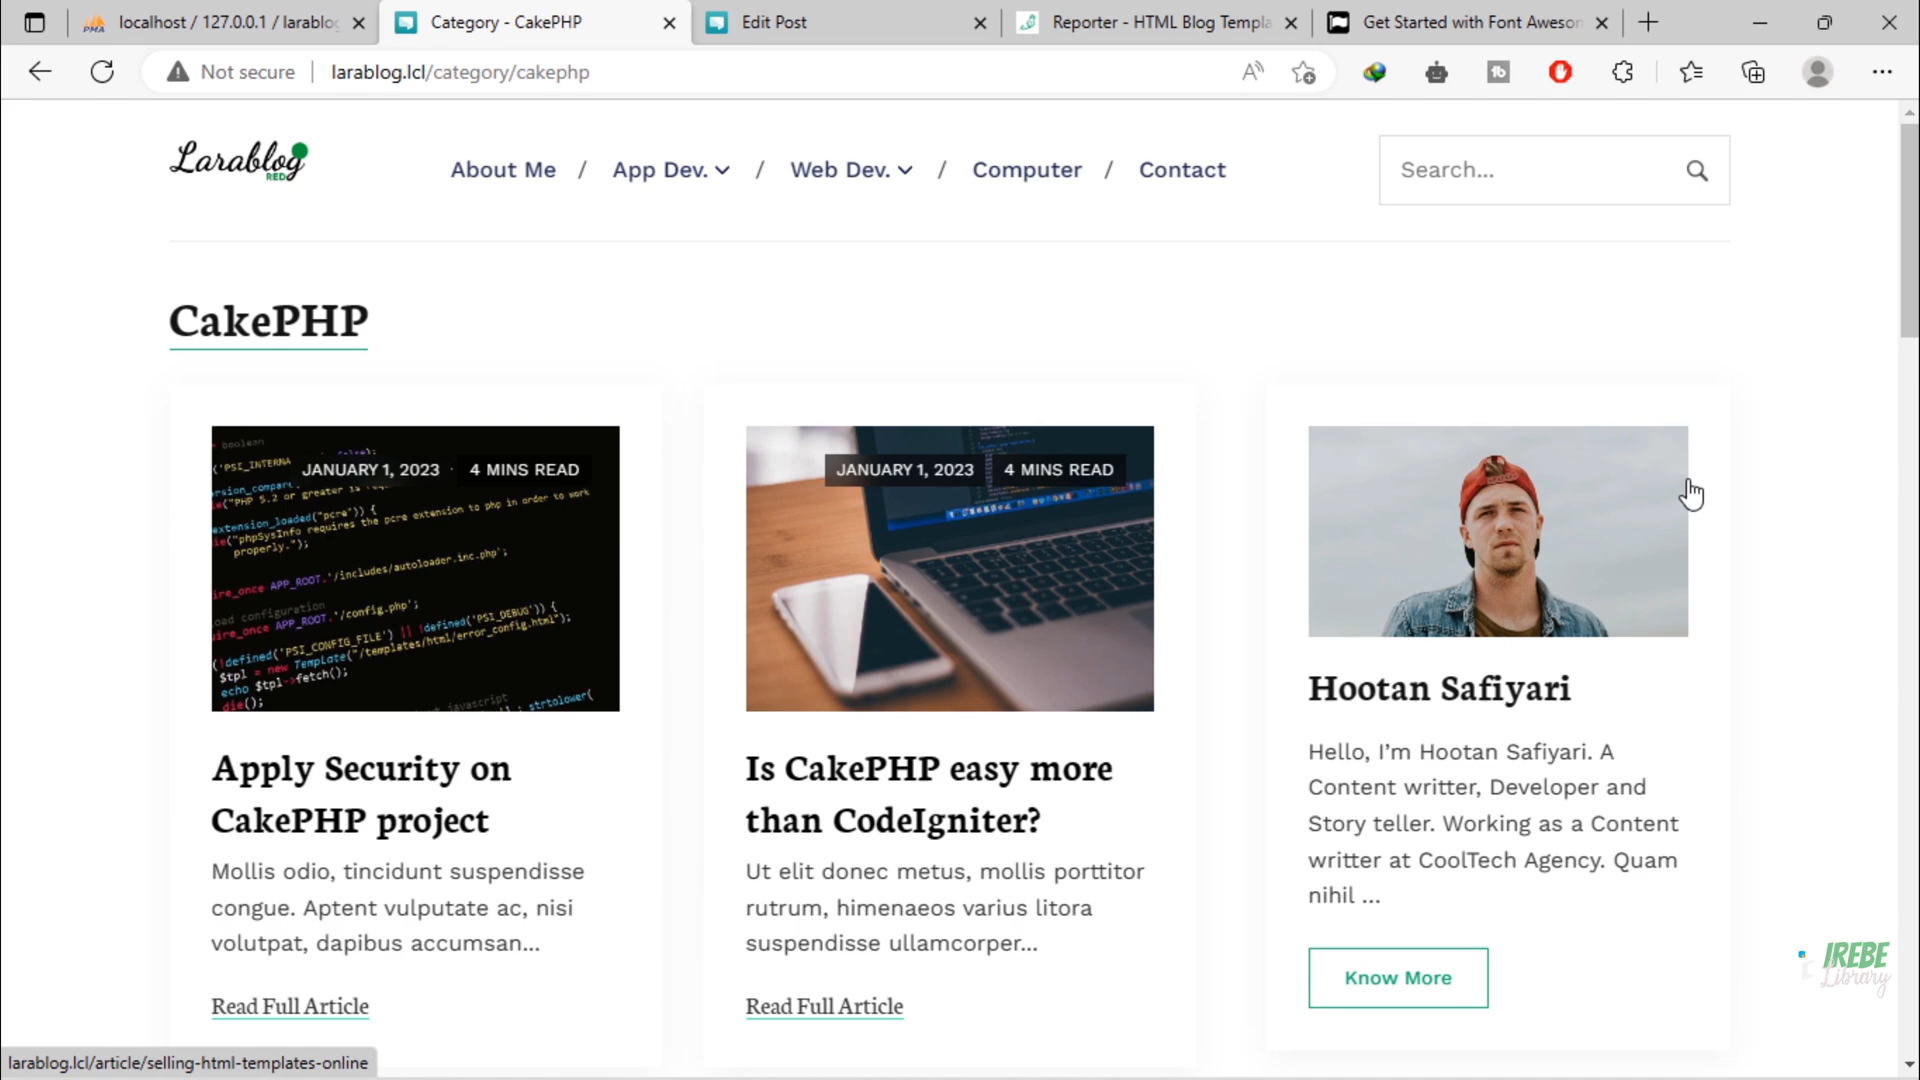 localhost / 127.0.0.1 / larablog
Category - CakePHP
Edit Post
Reporter - HTML Blog Templa
Get Started with Font Aweson
Not secure
larablog.lcl/category/cakephp
Larablog
RED
About Me / App Dev. / Web Dev. / Computer / Contact
Search...
CakePHP
JANUARY 1, 2023
4 MINS READ
Apply Security on
CakePHP project
Mollis odio, tincidunt suspendisse
congue. Aptent vulputate ac, nisi
volutpat, dapibus accumsan...
Read Full Article
JANUARY 1, 2023
4 MINS READ
Is CakePHP easy more
than CodeIgniter?
Ut elit donec metus, mollis porttitor
rutrum, himenaeos varius litora
suspendisse ullamcorper...
Read Full Article
Hootan Safiyari
Hello, I’m Hootan Safiyari. A
Content writter, Developer and
Story teller. Working as a Content
writter at CoolTech Agency. Quam
nihil ...
Know More
IREBE
Library
larablog.lcl/article/selling-html-templates-online